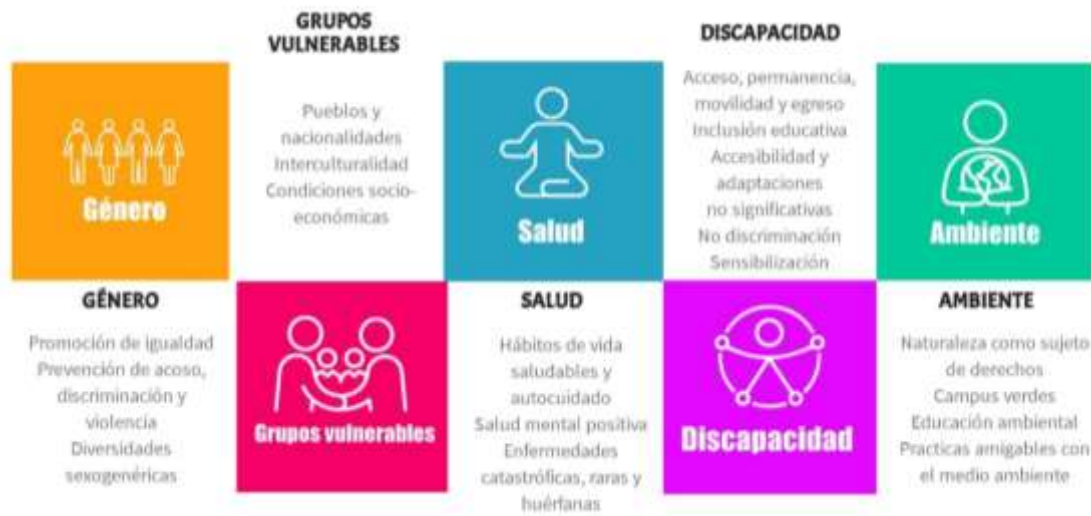 GRUPOS
VULNERABLES
Pueblos y
nacionalidades
Interculturalidad
Condiciones socio-
económicas
DISCAPACIDAD
Acceso, permanencia,
movilidad y egreso
Inclusión educativa
Accesibilidad y
adaptaciones
no significativas
No discriminación
Sensibilización
Género
Salud
Ambiente
GÉNERO
Promoción de igualdad
Prevención de acoso,
discriminación y
violencia
Diversidades
sexogenéricas
Grupos vulnerables
SALUD
Hábitos de vida
saludables y
autocuidado
Salud mental positiva
Enfermedades
catastróficas, raras y
huérfanas
Discapacidad
AMBIENTE
Naturaleza como sujeto
de derechos
Campus verdes
Educación ambiental
Practicas amigables con
el medio ambiente